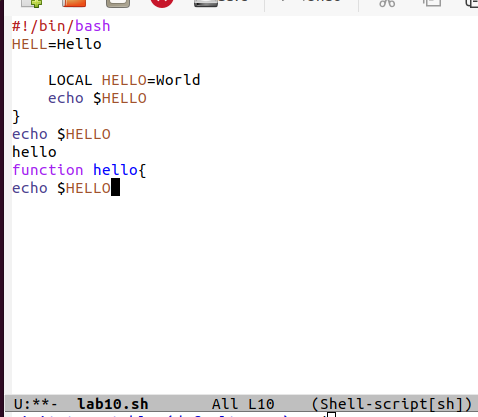 #!/bin/bash
HELL=Hello
    LOCAL HELLO=World
    echo $HELLO
}
echo $HELLO
hello
function hello{
echo $HELLO
U:**-  lab10.sh       All L10    (Shell-script[sh])